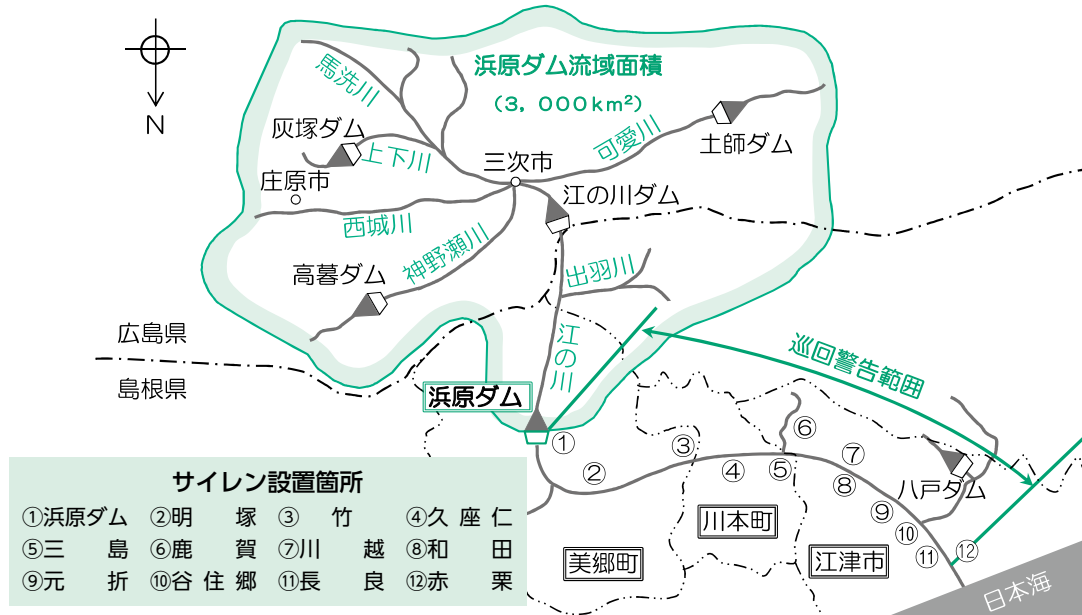 N
馬洗川
浜原ダム流域面積
(3,000km²)
灰塚ダム
上下川
可愛川
土師ダム
庄原市
三次市
西城川
江の川ダム
高暮ダム
神野瀬川
出羽川
広島県
島根県
江の川
巡回警告範囲
浜原ダム
①
②
③
④
⑤
⑥
⑦
⑧
⑨
⑩
⑪
⑫
八戸ダム
美郷町
川本町
江津市
日本海
サイレン設置箇所
①浜原ダム ②明 塚 ③ 竹 ④久座仁
⑤三 島 ⑥鹿 賀 ⑦川 越 ⑧和 田
⑨元 折 ⑩谷住郷 ⑪長 良 ⑫赤 栗